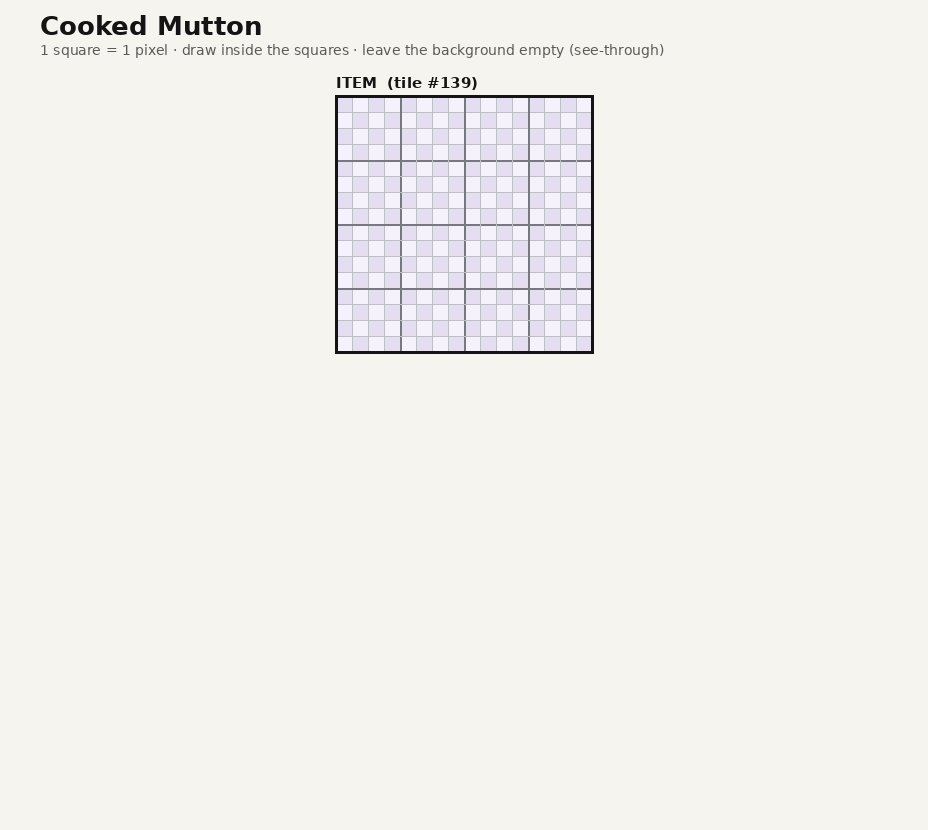 Cooked Mutton
1 square = 1 pixel · draw inside the squares · leave the background empty (see-through)
ITEM (tile #139)